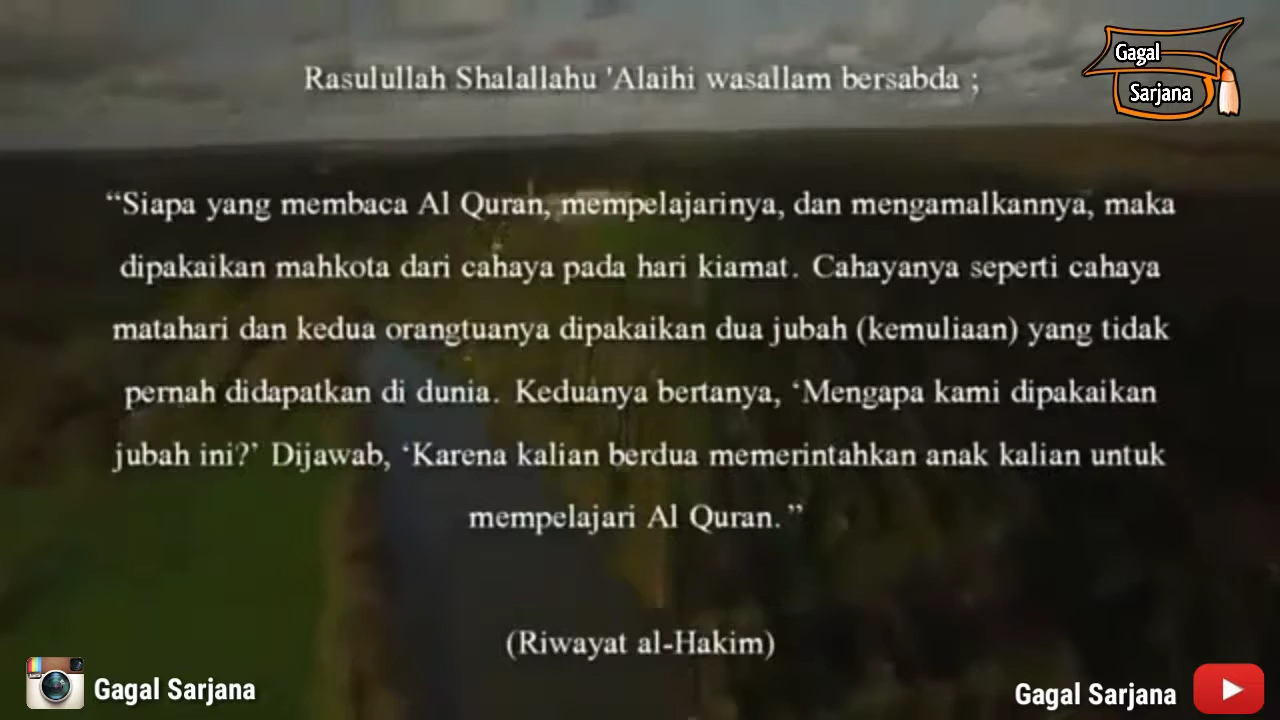 Rasulullah Shalallahu 'Alaihi wasallam bersabda ;
Gagal
Sarjana
“Siapa yang membaca Al Quran, mempelajarinya, dan mengamalkannya, maka
dipakaikan mahkota dari cahaya pada hari kiamat. Cahayanya seperti cahaya
matahari dan kedua orangtuanya dipakaikan dua jubah (kemuliaan) yang tidak
pernah didapatkan di dunia. Keduanya bertanya, ‘Mengapa kami dipakaikan
jubah ini?’ Dijawab, ‘Karena kalian berdua memerintahkan anak kalian untuk
mempelajari Al Quran.”
(Riwayat al-Hakim)
Gagal Sarjana
Gagal Sarjana